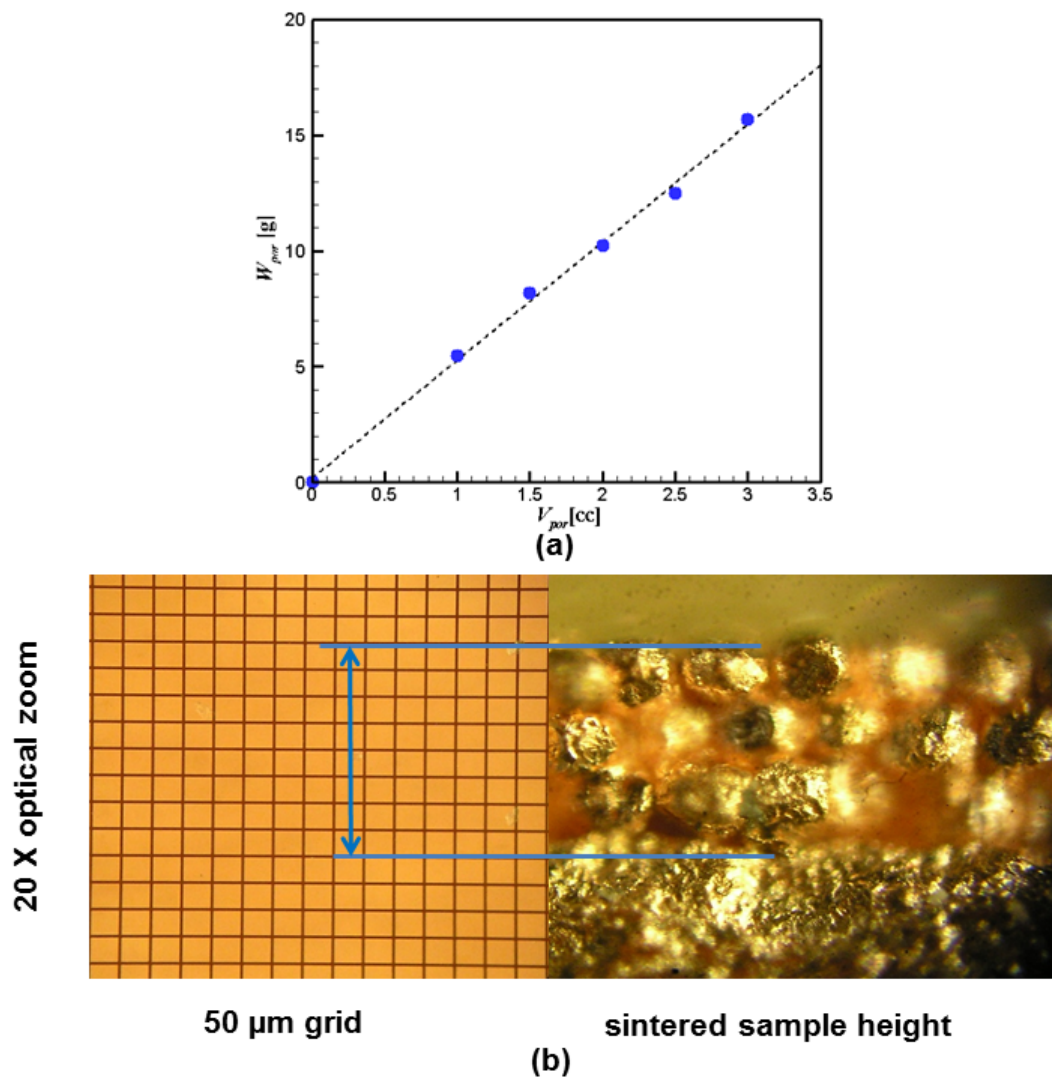 20
15
10
5
0
W_por [g]
0 0.5 1 1.5 2 2.5 3 3.5
V_por[cc]
(a)
20 X optical zoom
50 µm grid
sintered sample height
(b)